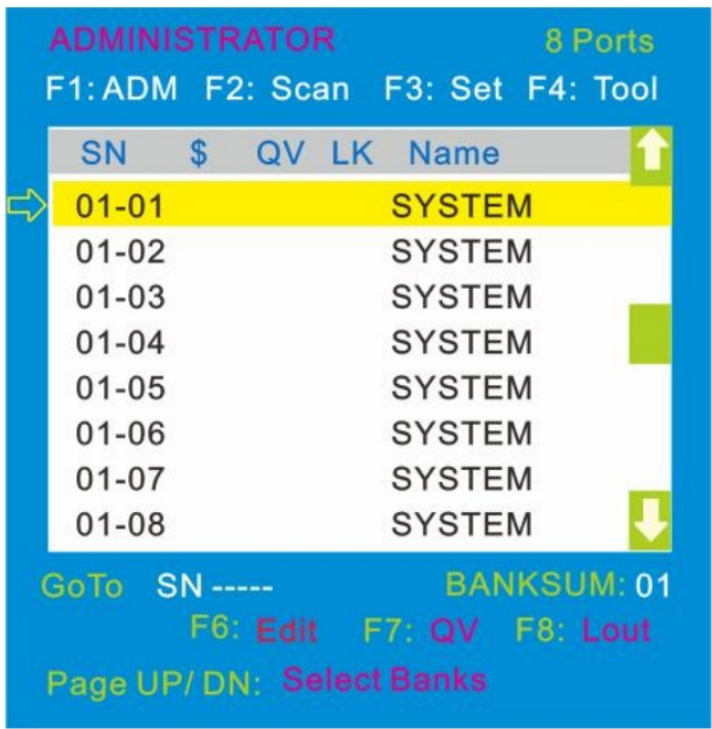 ADMINISTRATOR 8 Ports
F1: ADM F2: Scan F3: Set F4: Tool
SN $ QV LK Name
01-01 SYSTEM
01-02 SYSTEM
01-03 SYSTEM
01-04 SYSTEM
01-05 SYSTEM
01-06 SYSTEM
01-07 SYSTEM
01-08 SYSTEM
GoTo SN ----- BANKSUM: 01
F6: Edit F7: QV F8: Lout
Page UP/ DN: Select Banks